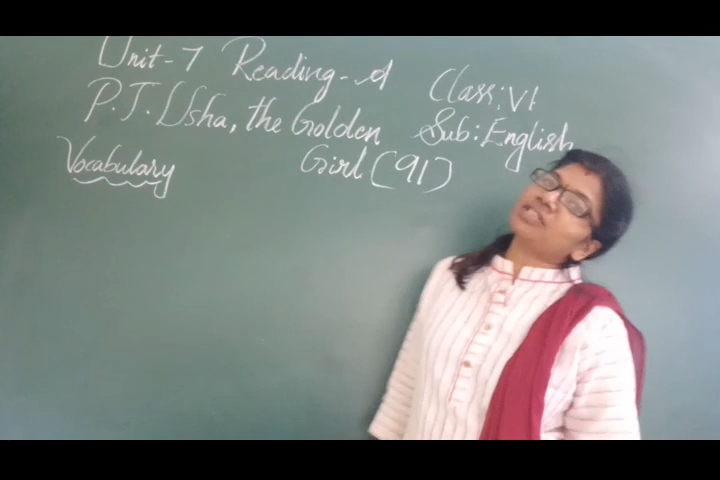 Unit-7 Reading-A
Class: VI
P.T. Usha, the Golden
Sub: English
Girl (91)
Vocabulary